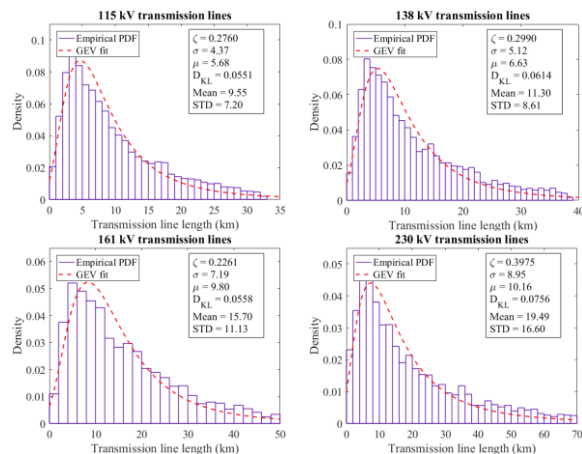 115 kV transmission lines
Empirical PDF
GEV fit
ζ = 0.2760
σ = 4.37
μ = 5.68
D_KL = 0.0551
Mean = 9.55
STD = 7.20
Density
0.1
0.08
0.06
0.04
0.02
0
0 5 10 15 20 25 30 35
Transmission line length (km)
138 kV transmission lines
Empirical PDF
GEV fit
ζ = 0.2990
σ = 5.12
μ = 6.63
D_KL = 0.0614
Mean = 11.30
STD = 8.61
Density
0.1
0.05
0
0 10 20 30 40
Transmission line length (km)
161 kV transmission lines
Empirical PDF
GEV fit
ζ = 0.2261
σ = 7.19
μ = 9.80
D_KL = 0.0558
Mean = 15.70
STD = 11.13
Density
0.06
0.05
0.04
0.03
0.02
0.01
0
0 10 20 30 40 50
Transmission line length (km)
230 kV transmission lines
Empirical PDF
GEV fit
ζ = 0.3975
σ = 8.95
μ = 10.16
D_KL = 0.0756
Mean = 19.49
STD = 16.60
Density
0.05
0.04
0.03
0.02
0.01
0
0 10 20 30 40 50 60 70
Transmission line length (km)